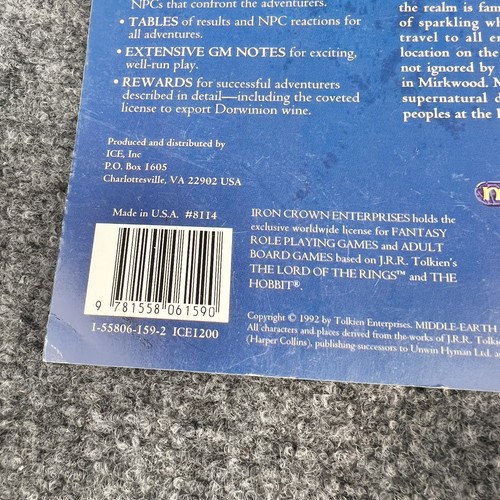 NPCs that confront the adventurers.
• TABLES of results and NPC reactions for
all adventures.
• EXTENSIVE GM NOTES for exciting,
well-run play.
• REWARDS for successful adventurers
described in detail—including the coveted
license to export Dorwinion wine.
the realm is fam
of sparkling wh
travel to all er
location on the
not ignored by
in Mirkwood. M
supernatural d
peoples at the
Produced and distributed by
ICE, Inc
P.O. Box 1605
Charlottesville, VA 22902 USA
Made in U.S.A. #8114
9 781558 061590
1-55806-159-2 ICE1200
IRON CROWN ENTERPRISES holds the
exclusive worldwide license for FANTASY
ROLE PLAYING GAMES and ADULT
BOARD GAMES based on J.R.R. Tolkien's
THE LORD OF THE RINGS™ and THE
HOBBIT®.
Copyright © 1992 by Tolkien Enterprises. MIDDLE-EARTH
All characters and places derived from the works of J.R.R. Tolki
(Harper Collins), publishing successors to Unwin Hyman Ltd.